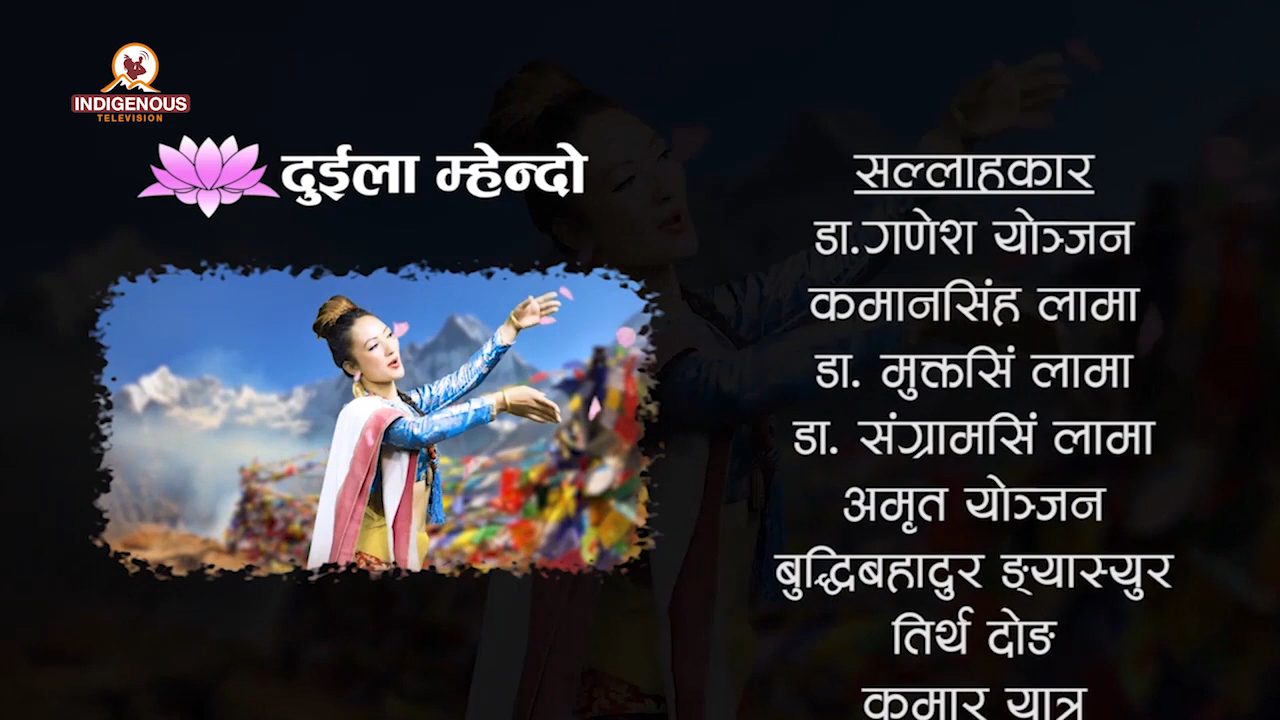 INDIGENOUS
TELEVISION
दुईला म्हेन्दो
सल्लाहकार
डा.गणेश योञ्जन
कमानसिंह लामा
डा. मुक्तसिं लामा
डा. संग्रामसिं लामा
अमृत योञ्जन
बुद्धिबहादुर ङ्यास्युर
तिर्थ दोङ
कुमार यात्रु